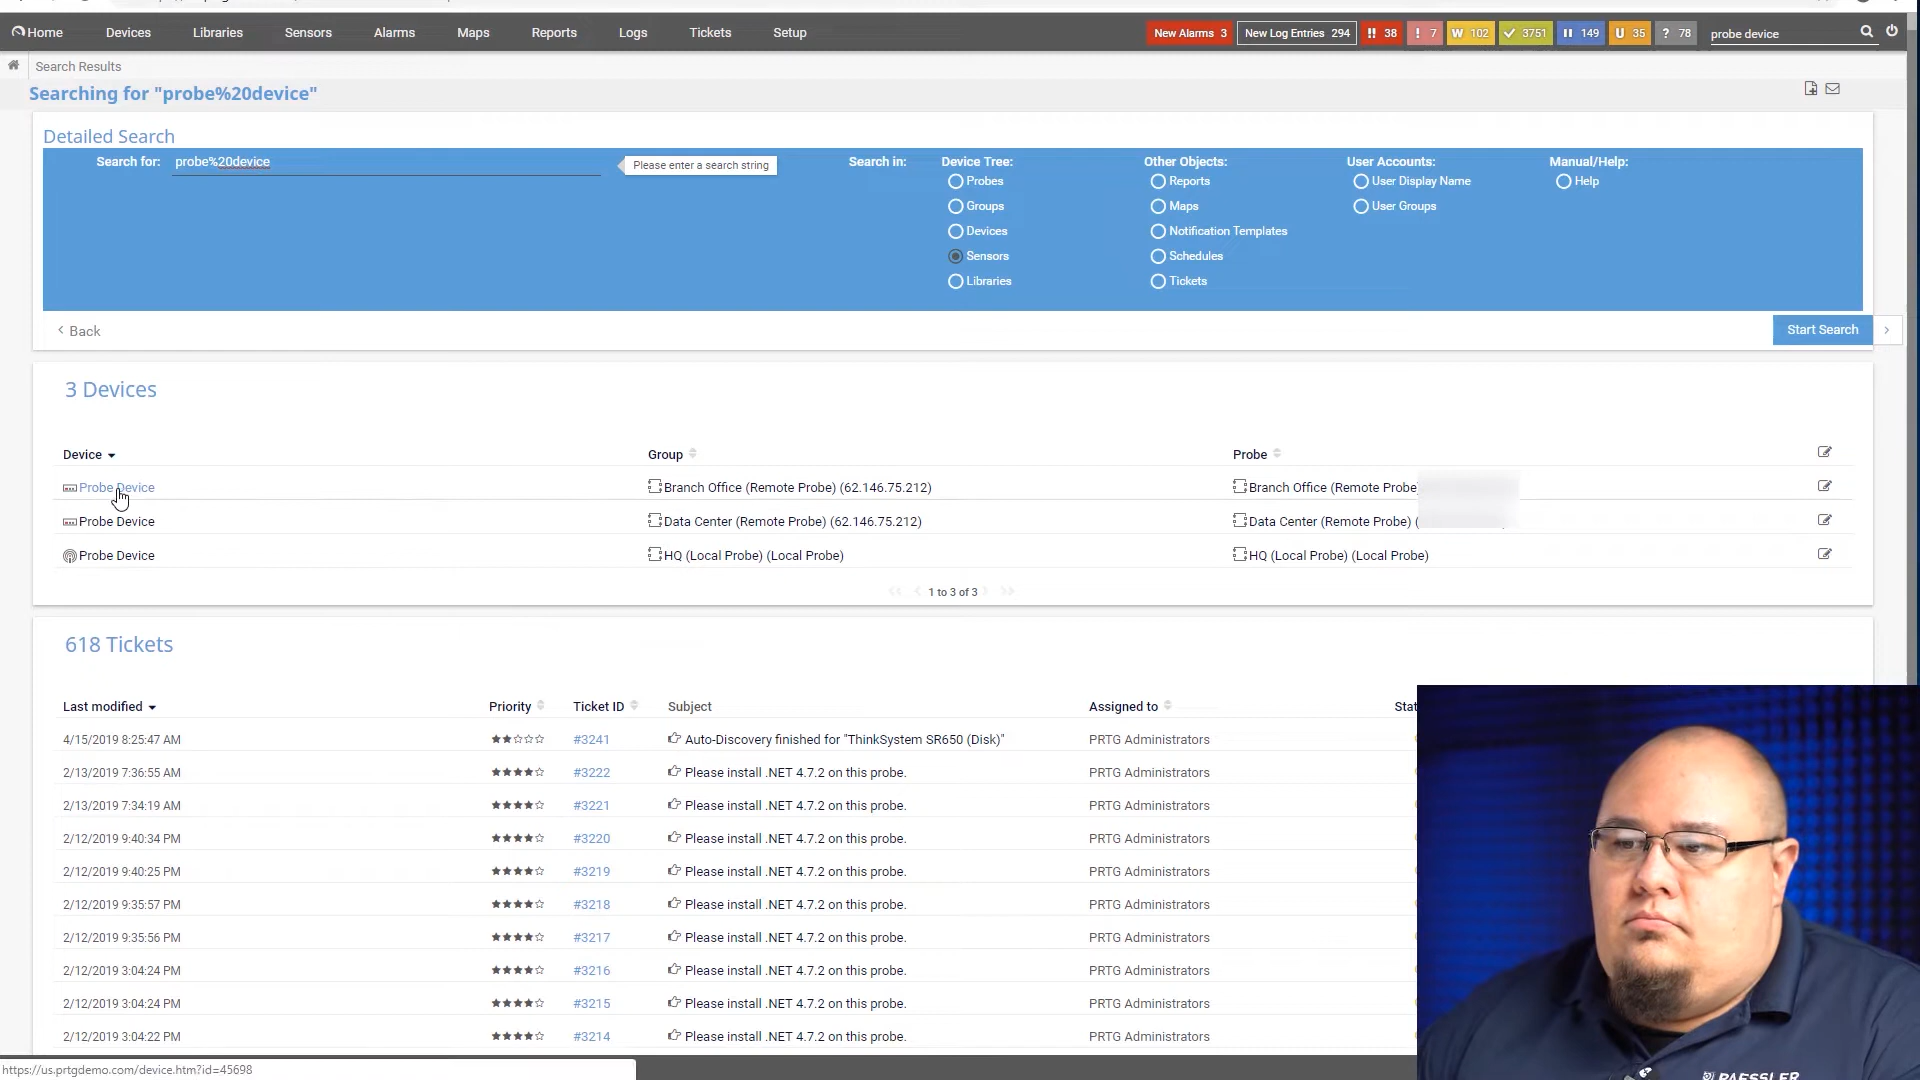 Home Devices Libraries Sensors Alarms Maps Reports Logs Tickets Setup New Alarms 3 New Log Entries 294 !! 38 ! 7 W 102 3751 149 U 35 ? 78 probe device
Search Results
Searching for "probe%20device"
Detailed Search
Search for: probe%20device Please enter a search string Search in: Device Tree: Other Objects: User Accounts: Manual/Help:
Probes Reports User Display Name Help
Groups Maps User Groups
Devices Notification Templates
Sensors Schedules
Libraries Tickets
Back Start Search
3 Devices
Device Group Probe
Probe Device Branch Office (Remote Probe) (62.146.75.212) Branch Office (Remote Probe)
Probe Device Data Center (Remote Probe) (62.146.75.212) Data Center (Remote Probe) (
Probe Device HQ (Local Probe) (Local Probe) HQ (Local Probe) (Local Probe)
1 to 3 of 3
618 Tickets
Last modified Priority Ticket ID Subject Assigned to Stat
4/15/2019 8:25:47 AM #3241 Auto-Discovery finished for "ThinkSystem SR650 (Disk)" PRTG Administrators
2/13/2019 7:36:55 AM #3222 Please install .NET 4.7.2 on this probe. PRTG Administrators
2/13/2019 7:34:19 AM #3221 Please install .NET 4.7.2 on this probe. PRTG Administrators
2/12/2019 9:40:34 PM #3220 Please install .NET 4.7.2 on this probe. PRTG Administrators
2/12/2019 9:40:25 PM #3219 Please install .NET 4.7.2 on this probe. PRTG Administrators
2/12/2019 9:35:57 PM #3218 Please install .NET 4.7.2 on this probe. PRTG Administrators
2/12/2019 9:35:56 PM #3217 Please install .NET 4.7.2 on this probe. PRTG Administrators
2/12/2019 3:04:24 PM #3216 Please install .NET 4.7.2 on this probe. PRTG Administrators
2/12/2019 3:04:24 PM #3215 Please install .NET 4.7.2 on this probe. PRTG Administrators
2/12/2019 3:04:22 PM #3214 Please install .NET 4.7.2 on this probe. PRTG Administrators
https://us.prtgdemo.com/device.htm?id=45698
PAESSLER